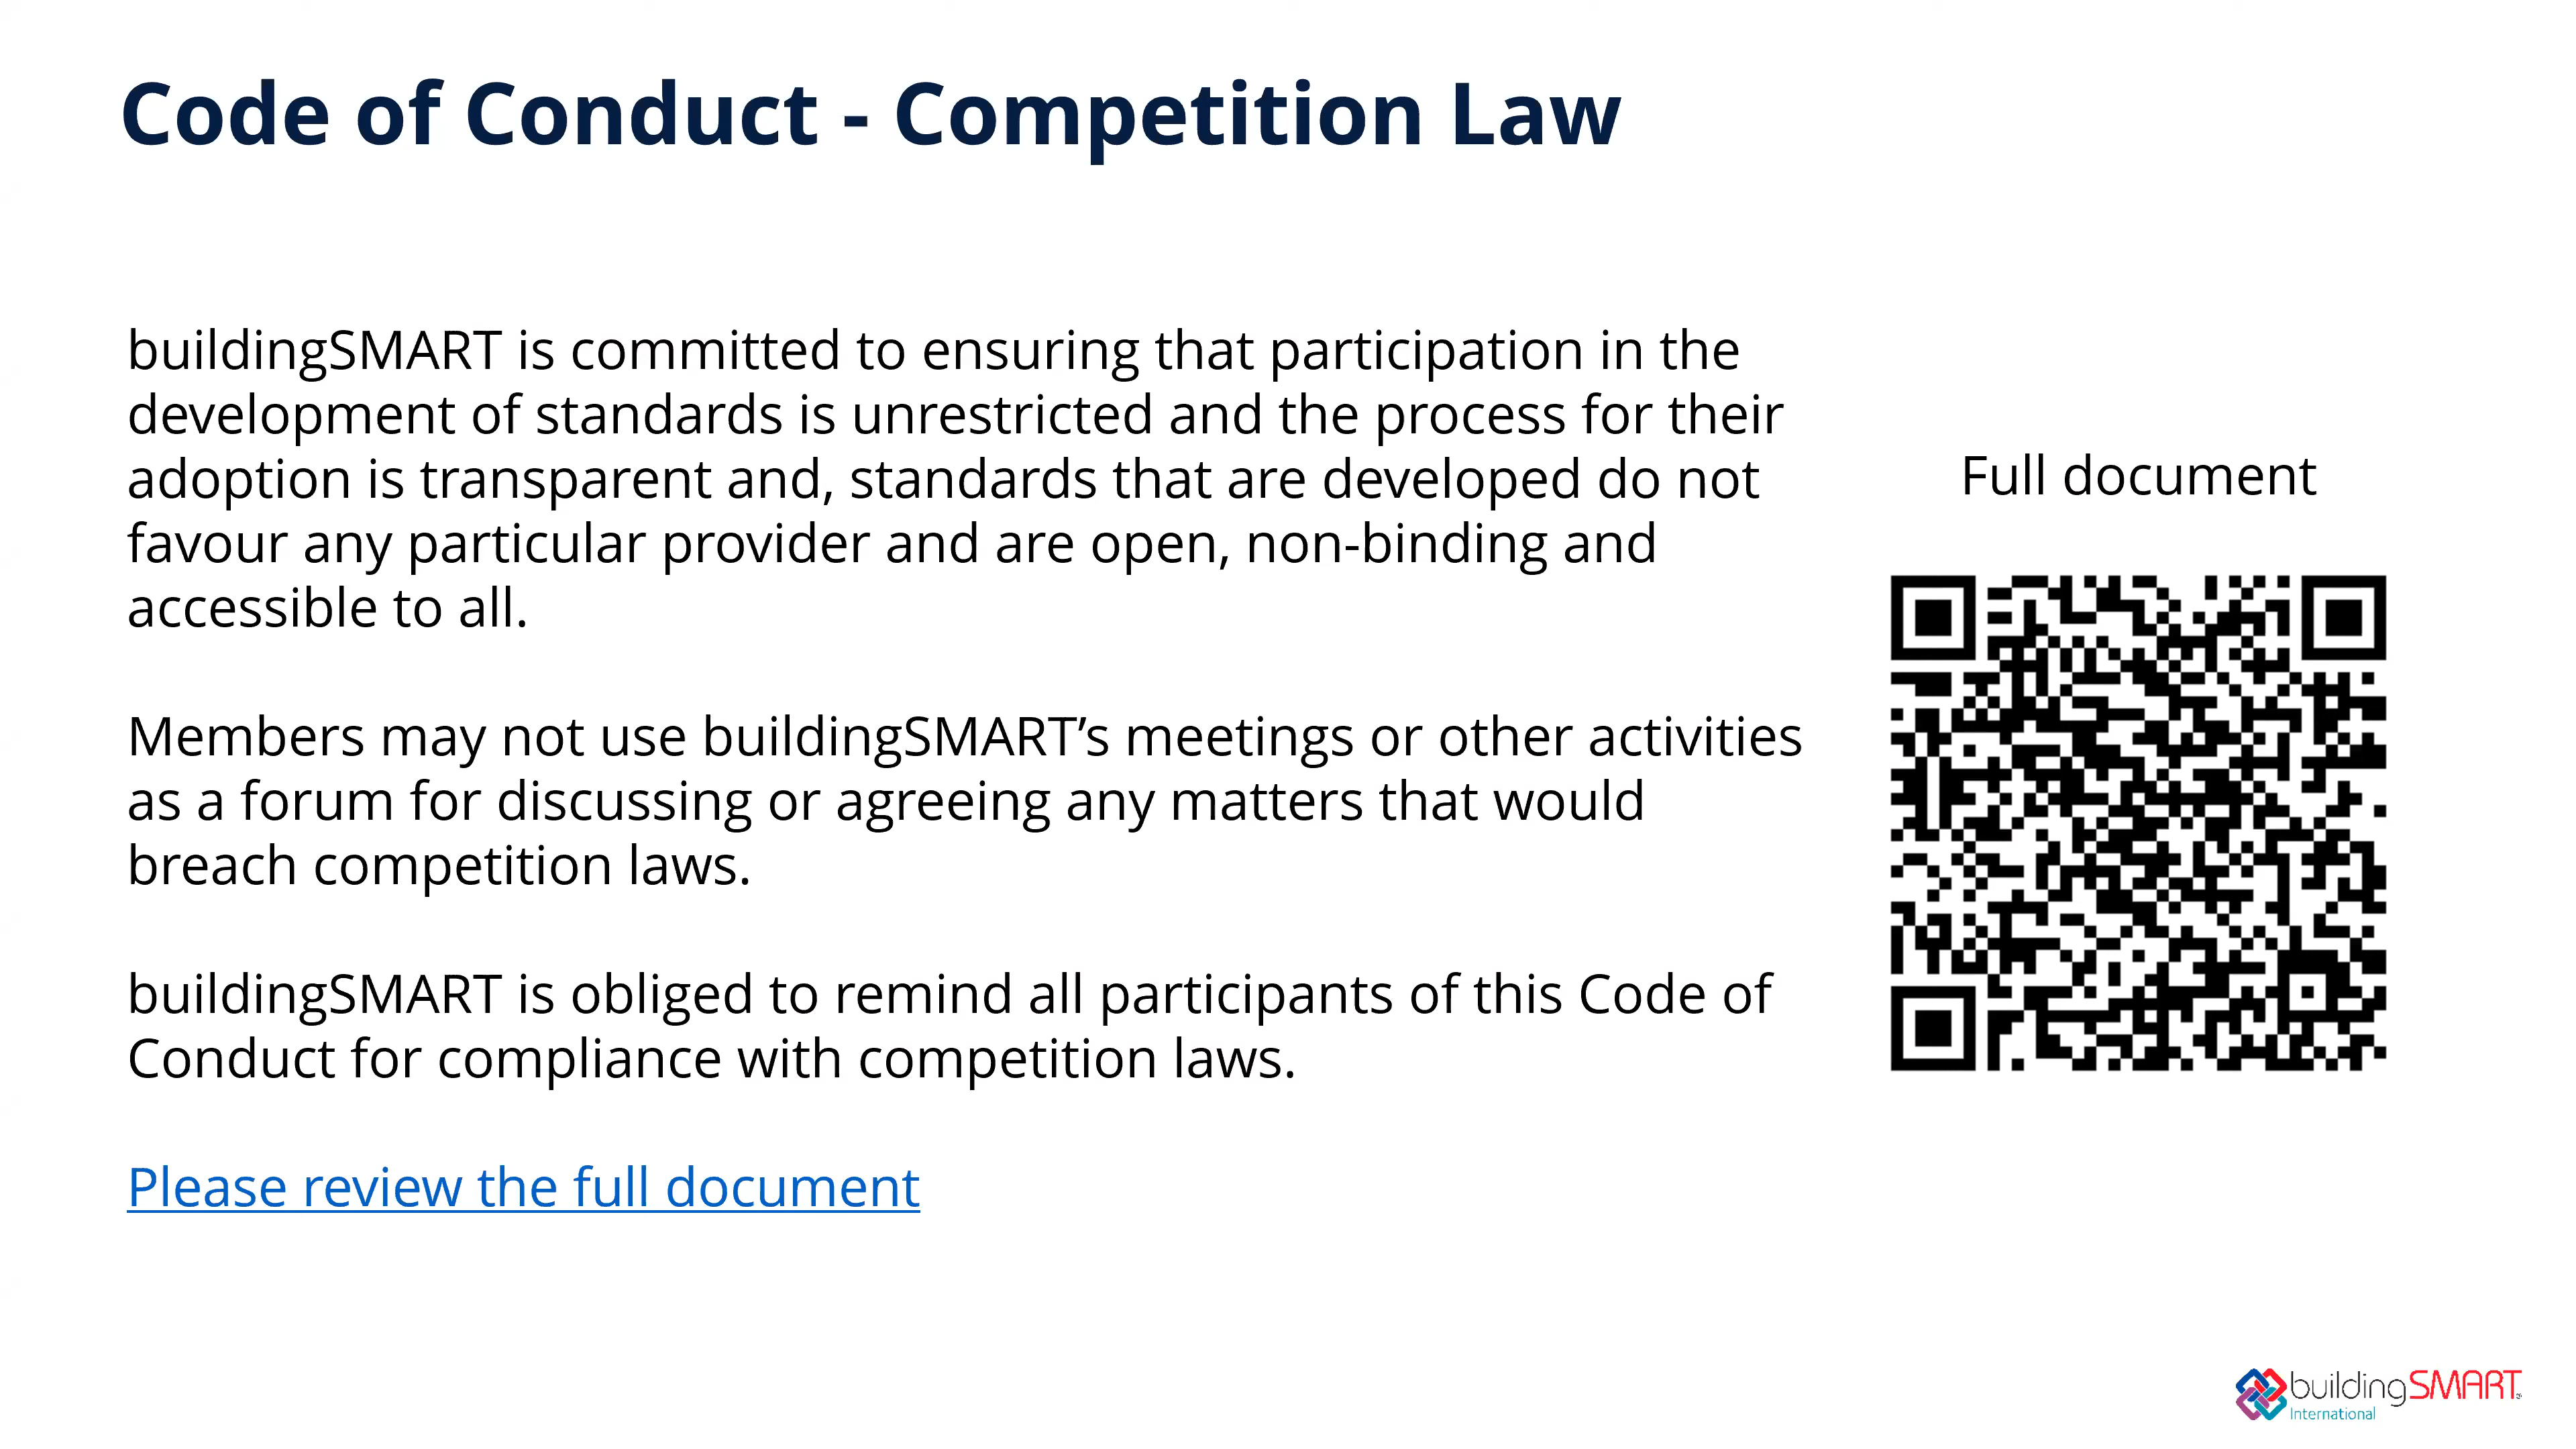 Code of Conduct - Competition Law
buildingSMART is committed to ensuring that participation in the
development of standards is unrestricted and the process for their
adoption is transparent and, standards that are developed do not
favour any particular provider and are open, non-binding and
accessible to all.
Members may not use buildingSMART’s meetings or other activities
as a forum for discussing or agreeing any matters that would
breach competition laws.
buildingSMART is obliged to remind all participants of this Code of
Conduct for compliance with competition laws.
Please review the full document
Full document
buildingSMART
International